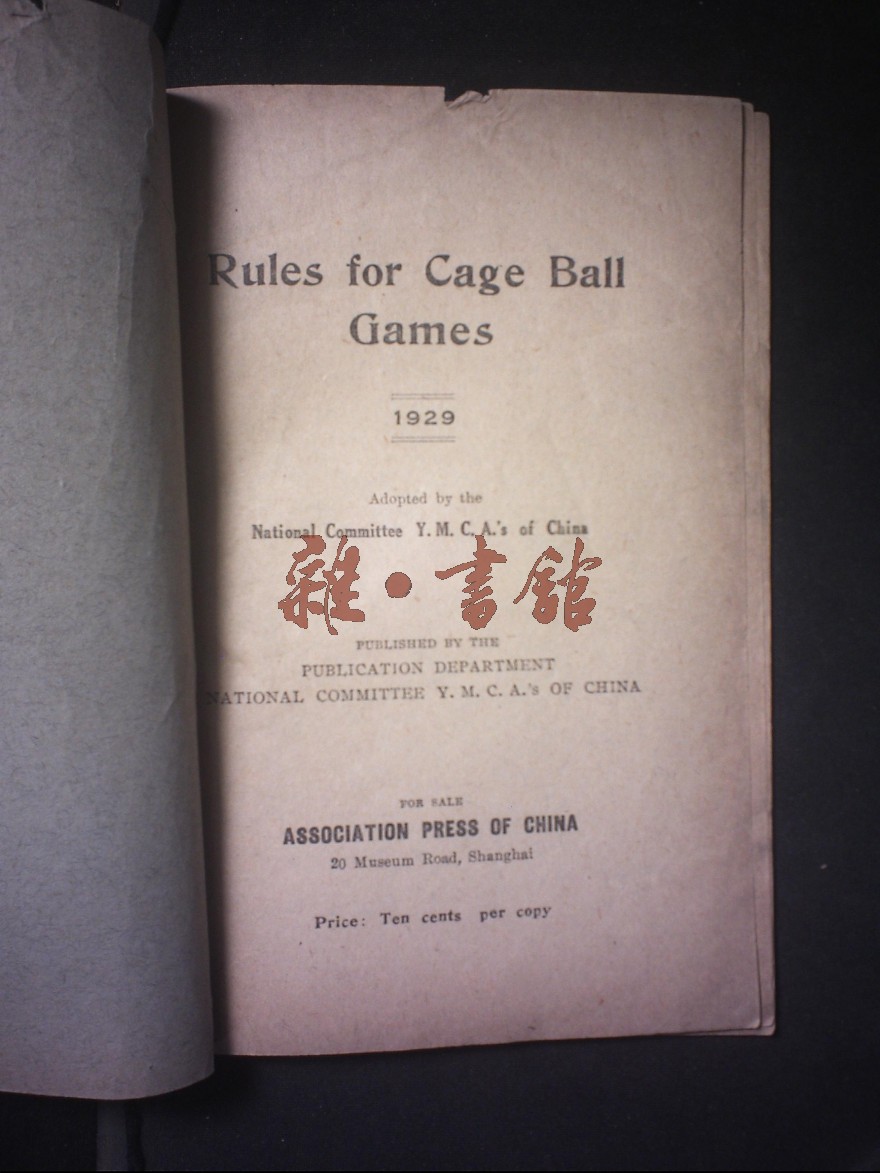 Rules for Cage Ball
Games
1929
Adopted by the
National Committee Y. M. C. A.'s of China
雜·書館
PUBLISHED BY THE
PUBLICATION DEPARTMENT
NATIONAL COMMITTEE Y. M. C. A.'s OF CHINA
FOR SALE
ASSOCIATION PRESS OF CHINA
20 Museum Road, Shanghai
Price: Ten cents per copy